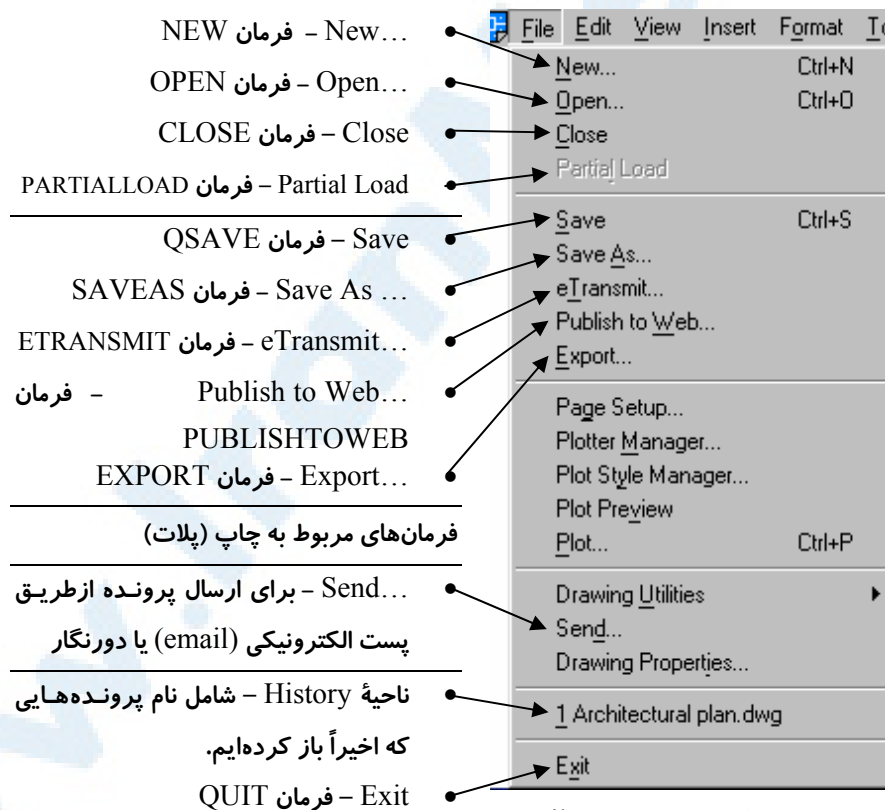 New… – فرمان NEW
Open… – فرمان OPEN
Close – فرمان CLOSE
Partial Load – فرمان PARTIALLOAD
Save – فرمان QSAVE
Save As … – فرمان SAVEAS
eTransmit… – فرمان ETRANSMIT
Publish to Web… – فرمان
PUBLISHTOWEB
Export… – فرمان EXPORT
فرمان‌های مربوط به چاپ (پلات)
Send… – برای ارسال پرونده ازطریق
پست الکترونیکی (email) یا دورنگار
ناحیهٔ History – شامل نام پرونده‌هایی
که اخیراً باز کرده‌ایم.
Exit – فرمان QUIT
File Edit View Insert Format
New... Ctrl+N
Open... Ctrl+O
Close
Partial Load
Save Ctrl+S
Save As...
eTransmit...
Publish to Web...
Export...
Page Setup...
Plotter Manager...
Plot Style Manager...
Plot Preview
Plot... Ctrl+P
Drawing Utilities
Send...
Drawing Properties...
1 Architectural plan.dwg
Exit